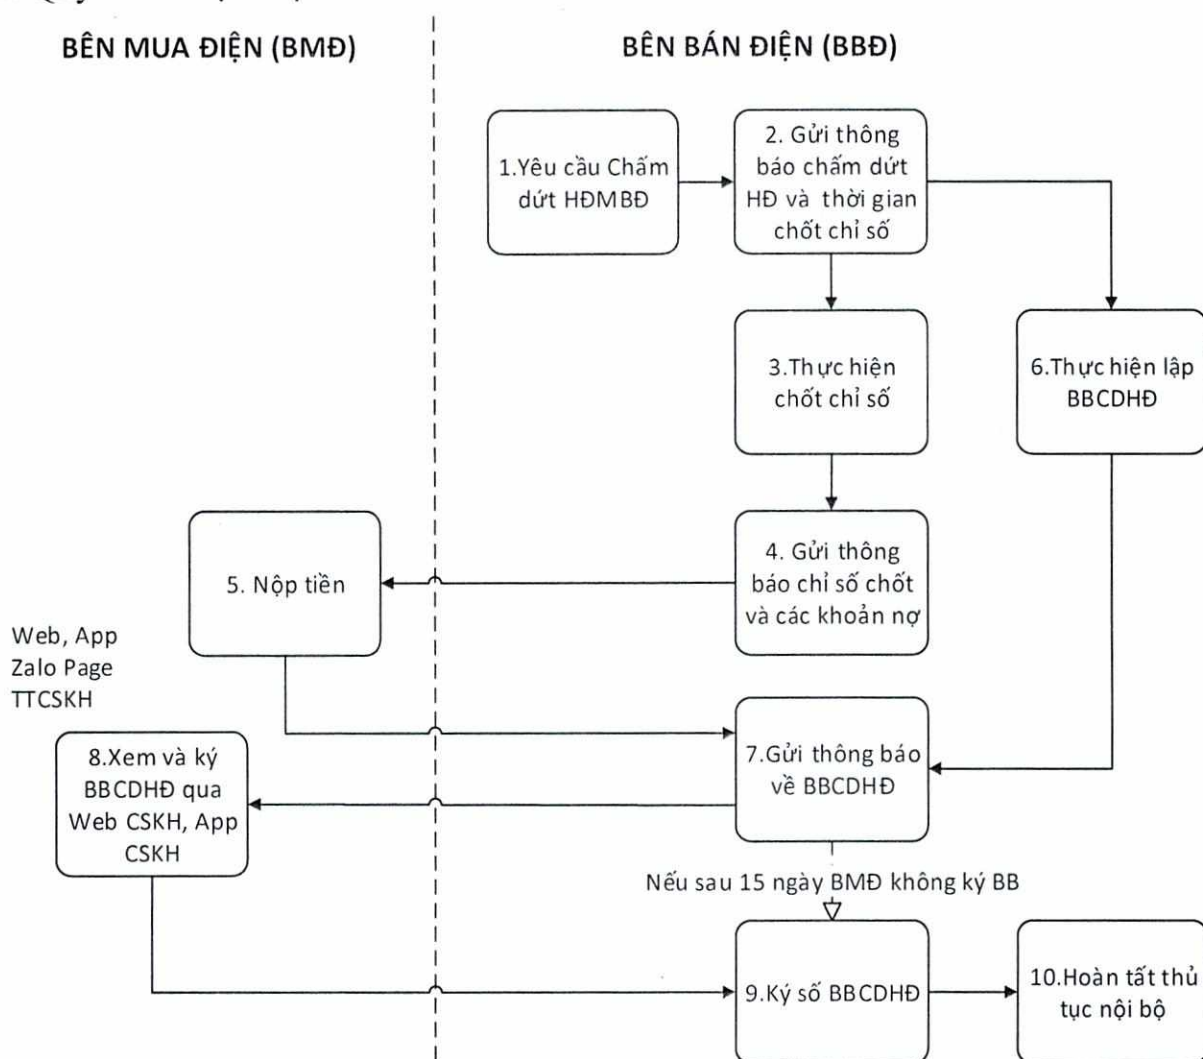 BÊN MUA ĐIỆN (BMĐ)
BÊN BÁN ĐIỆN (BBĐ)
1.Yêu cầu Chấm
dứt HĐMBĐ
2. Gửi thông
báo chấm dứt
HĐ và thời gian
chốt chỉ số
3.Thực hiện
chốt chỉ số
6.Thực hiện lập
BBCDHĐ
4. Gửi thông
báo chỉ số chốt
và các khoản nợ
5. Nộp tiền
Web, App
Zalo Page
TTCSKH
7.Gửi thông báo
về BBCDHĐ
8.Xem và ký
BBCDHĐ qua
Web CSKH, App
CSKH
Nếu sau 15 ngày BMĐ không ký BB
9.Ký số BBCDHĐ
10.Hoàn tất thủ
tục nội bộ